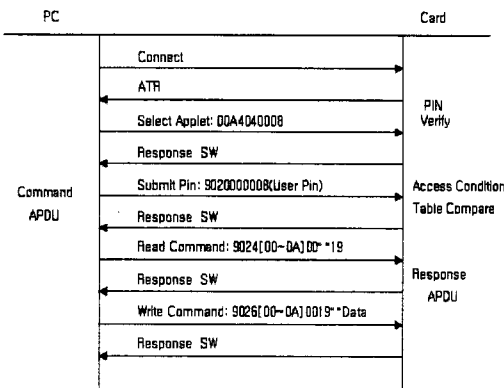 PC
Card
Connect
ATR
PIN
Verify
Select Applet: 00A4040008
Response SW
Command
APDU
Submit Pin: 9020000008(User Pin)
Access Condition
Table Compare
Response SW
Read Command: 9024[00~0A]00**19
Response SW
Response
APDU
Write Command: 9026[00~0A]0019**Data
Response SW